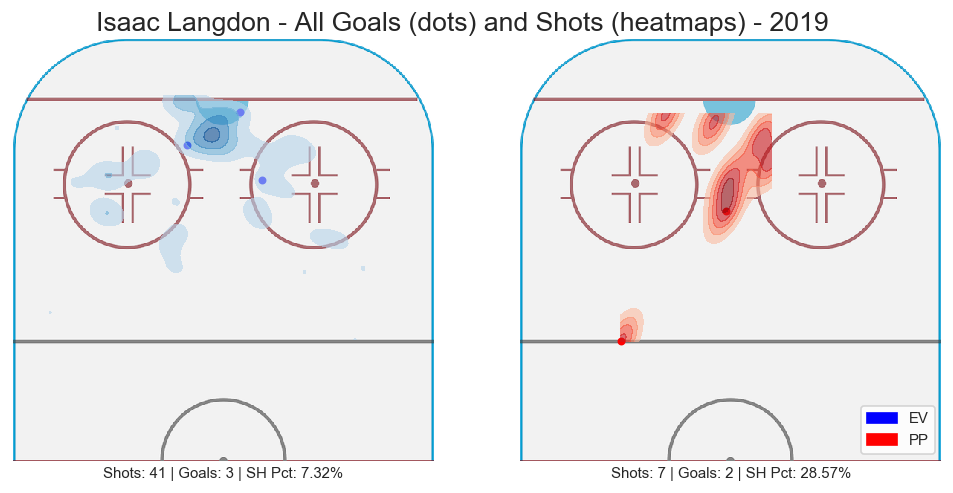 Isaac Langdon - All Goals (dots) and Shots (heatmaps) - 2019
EV
PP
Shots: 41 | Goals: 3 | SH Pct: 7.32%
Shots: 7 | Goals: 2 | SH Pct: 28.57%